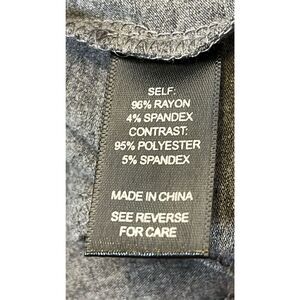 SELF:
96% RAYON
4% SPANDEX
CONTRAST:
95% POLYESTER
5% SPANDEX
MADE IN CHINA
SEE REVERSE
FOR CARE